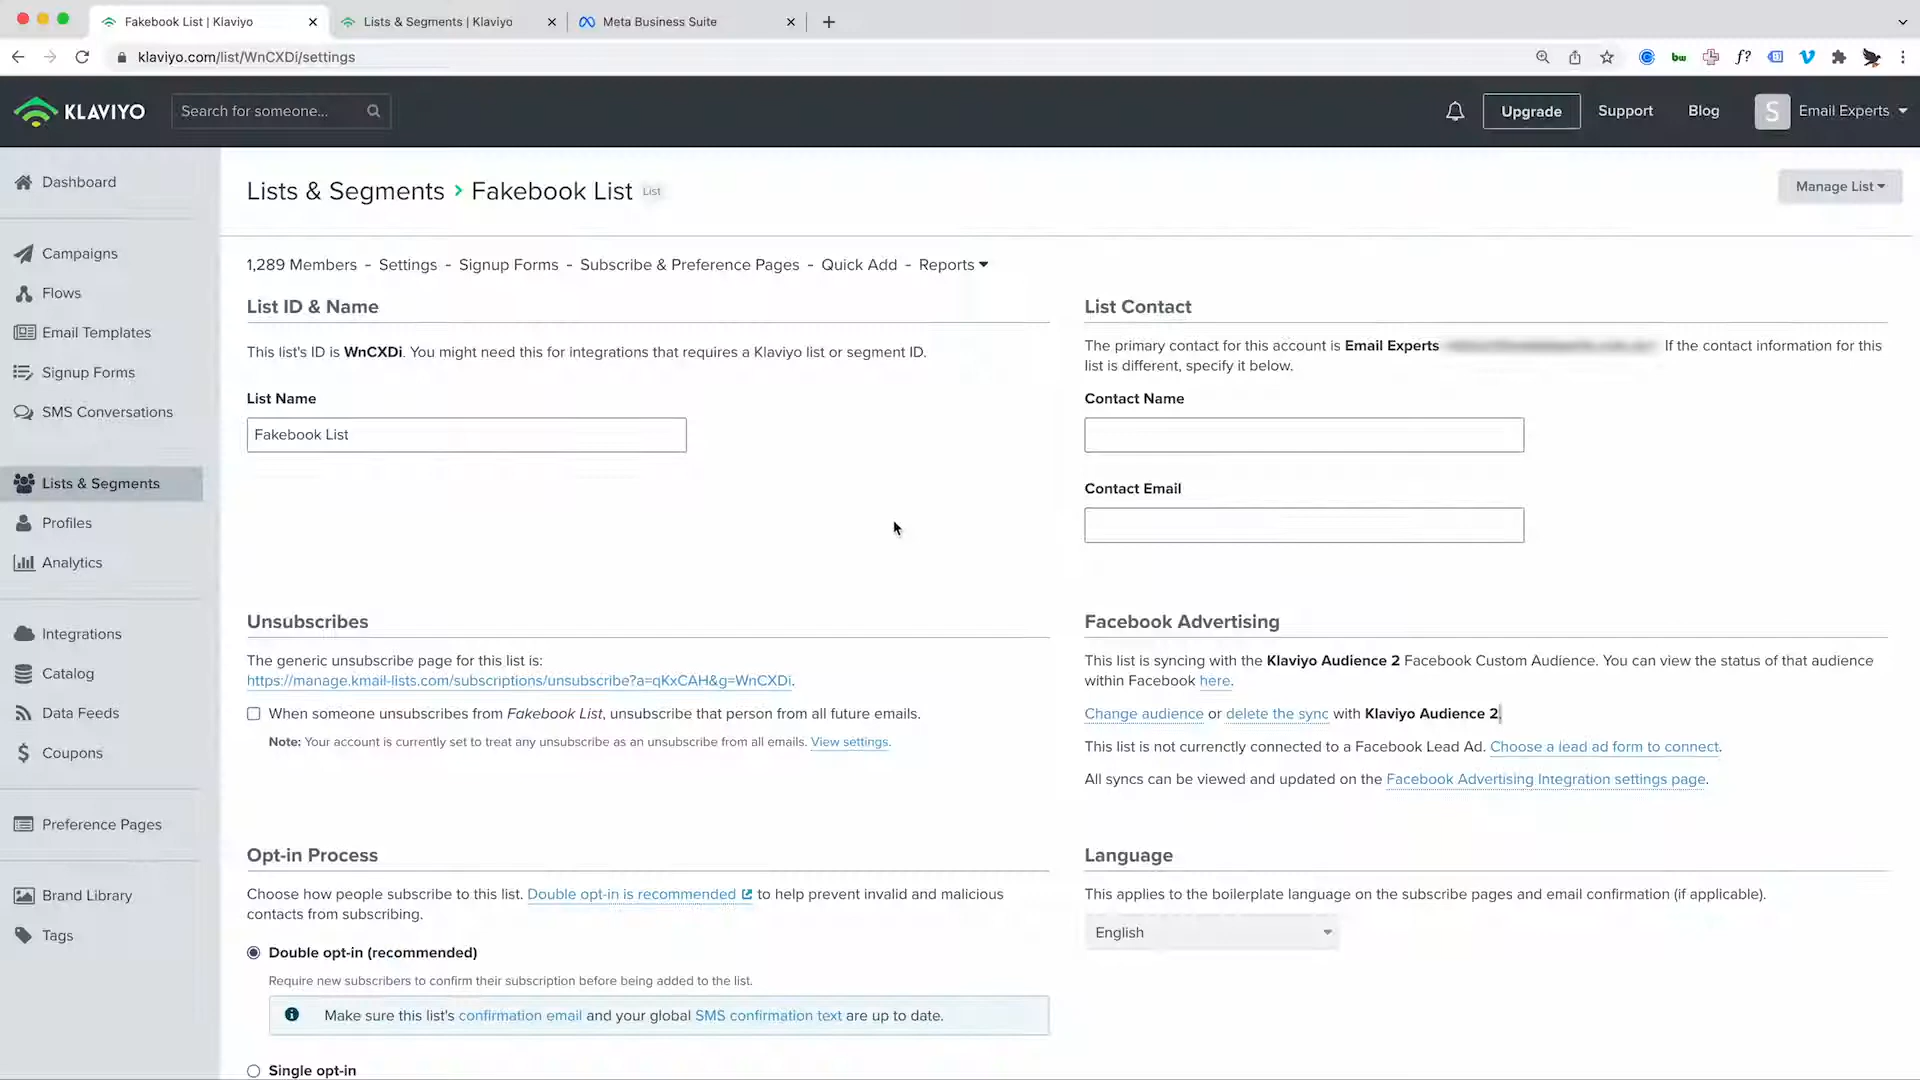 Fakebook List | Klaviyo
Lists & Segments | Klaviyo
Meta Business Suite
klaviyo.com/list/WnCXDi/settings
bw
f?
KLAVIYO
Search for someone...
Upgrade
Support
Blog
S
Email Experts
Dashboard
Campaigns
Flows
Email Templates
Signup Forms
SMS Conversations
Lists & Segments
Profiles
Analytics
Integrations
Catalog
Data Feeds
Coupons
Preference Pages
Brand Library
Tags
Lists & Segments > Fakebook List List
Manage List
1,289 Members - Settings - Signup Forms - Subscribe & Preference Pages - Quick Add - Reports
List ID & Name
This list's ID is WnCXDi. You might need this for integrations that requires a Klaviyo list or segment ID.
List Name
Fakebook List
List Contact
The primary contact for this account is Email Experts If the contact information for this
list is different, specify it below.
Contact Name
Contact Email
Unsubscribes
The generic unsubscribe page for this list is:
https://manage.kmail-lists.com/subscriptions/unsubscribe?a=qKxCAH&g=WnCXDi.
When someone unsubscribes from Fakebook List, unsubscribe that person from all future emails.
Note: Your account is currently set to treat any unsubscribe as an unsubscribe from all emails. View settings.
Facebook Advertising
This list is syncing with the Klaviyo Audience 2 Facebook Custom Audience. You can view the status of that audience
within Facebook here.
Change audience or delete the sync with Klaviyo Audience 2.
This list is not currently connected to a Facebook Lead Ad. Choose a lead ad form to connect.
All syncs can be viewed and updated on the Facebook Advertising Integration settings page.
Opt-in Process
Choose how people subscribe to this list. Double opt-in is recommended to help prevent invalid and malicious
contacts from subscribing.
Double opt-in (recommended)
Require new subscribers to confirm their subscription before being added to the list.
Make sure this list's confirmation email and your global SMS confirmation text are up to date.
Single opt-in
Language
This applies to the boilerplate language on the subscribe pages and email confirmation (if applicable).
English